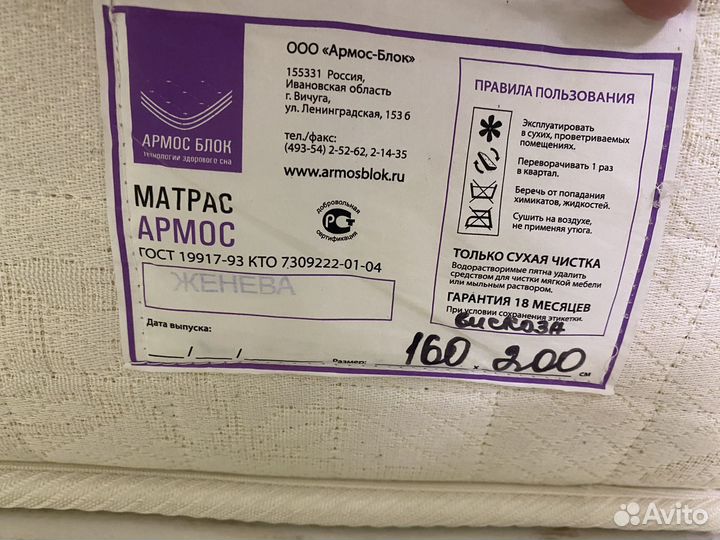 АРМОС БЛОК
технологии здорового сна
ООО «Армос-Блок»
155331 Россия,
Ивановская область
г. Вичуга,
ул. Ленинградская, 153 б
тел./факс:
(493-54) 2-52-62, 2-14-35
www.armosblok.ru
МАТРАС
АРМОС
добровольная
РСТ
сертификация
ГОСТ 19917-93 КТО 7309222-01-04
ЖЕНЕВА
Дата выпуска:
___/___/______
Размер:
160 x 200 см
ПРАВИЛА ПОЛЬЗОВАНИЯ
Эксплуатировать
в сухих, проветриваемых
помещениях.
Переворачивать 1 раз
в квартал.
Беречь от попадания
химикатов, жидкостей.
Сушить на воздухе,
не применяя утюга.
ТОЛЬКО СУХАЯ ЧИСТКА
Водорастворимые пятна удалить
средством для чистки мягкой мебели
или мыльным раствором.
ГАРАНТИЯ 18 МЕСЯЦЕВ
При условии сохранения этикетки.
вискоза
Avito